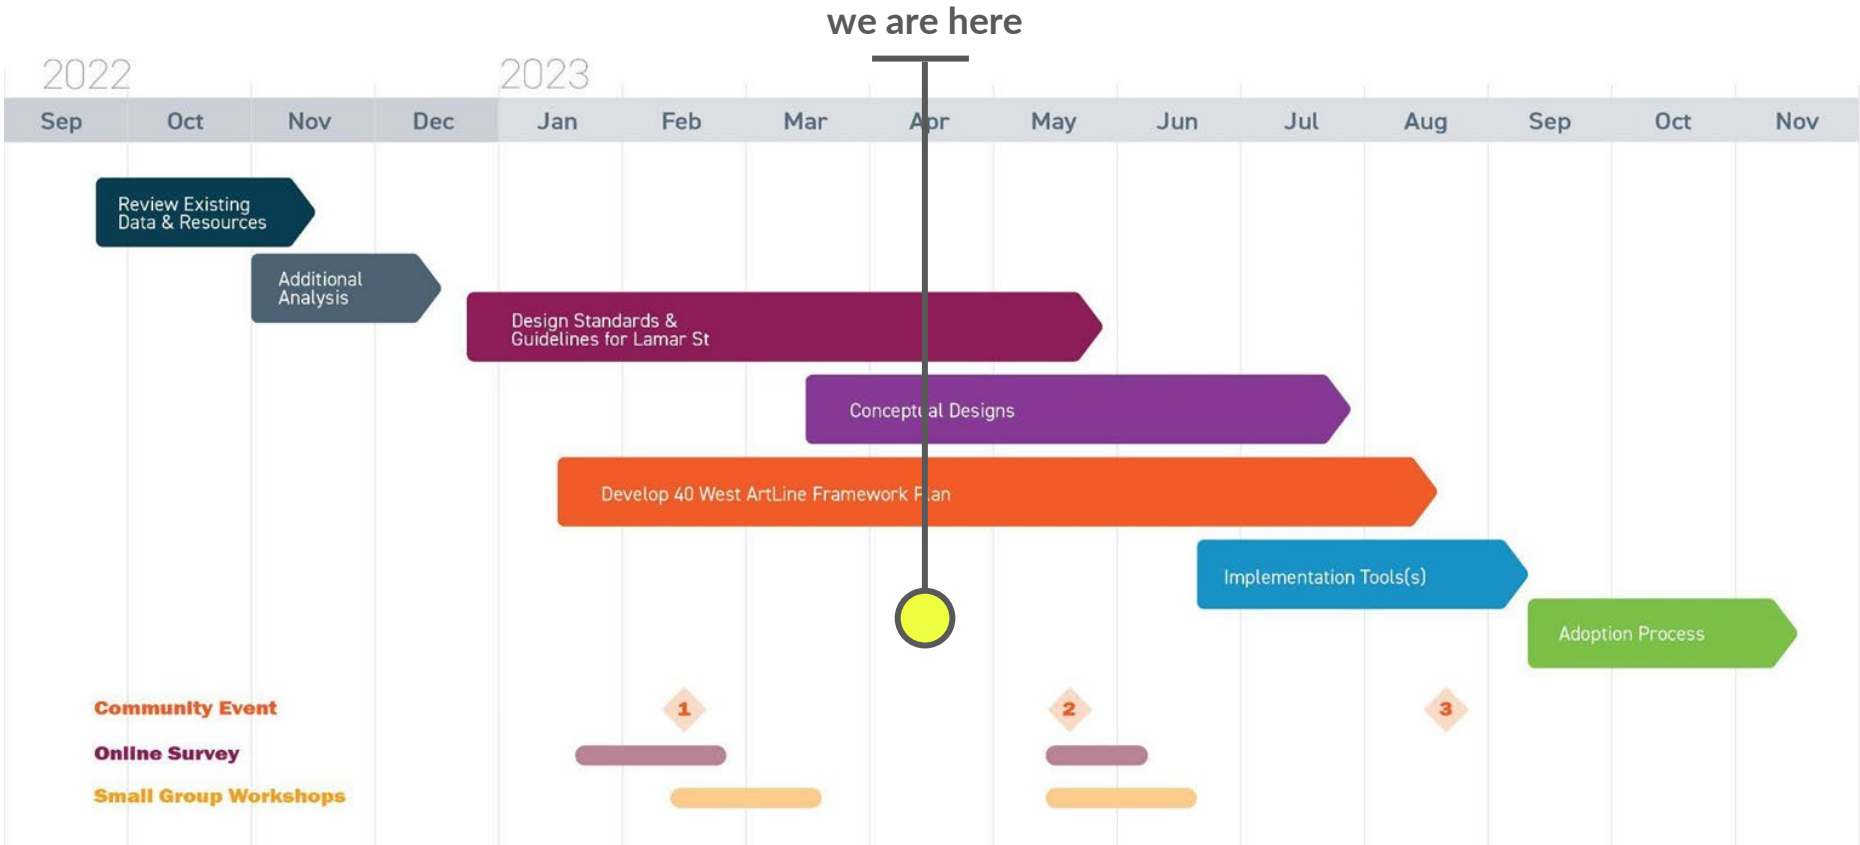 we are here
2022 2023
Sep Oct Nov Dec Jan Feb Mar Apr May Jun Jul Aug Sep Oct Nov
Review Existing
Data & Resources
Additional
Analysis
Design Standards &
Guidelines for Lamar St
Conceptual Designs
Develop 40 West ArtLine Framework Plan
Implementation Tools(s)
Adoption Process
Community Event 1 2 3
Online Survey
Small Group Workshops